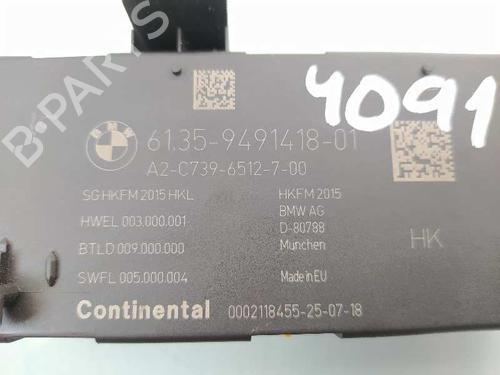 B-PARTS
4091
BMW
61.35-9491418-01
A2-C739-6512-7-00
SG HKFM 2015 HKL
HKFM 2015
HWEL 003.000.001
BMW AG
D-80788
BTLD 009.000.000
Munchen
HK
SWFL 005.000.004
Made in EU
Continental
0002118455-25-07-18